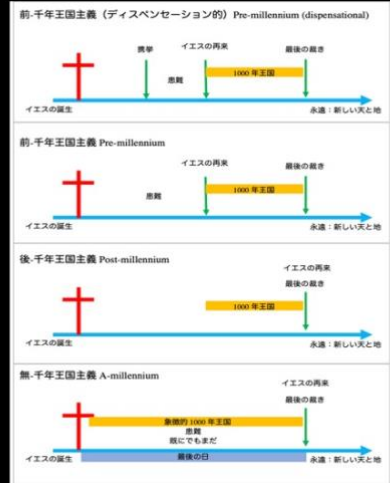 前-千年王国主義（ディスペンセーション的）Pre-millennium (dispensational)
携挙
イエスの再来
最後の裁き
患難
1000 年王国
イエスの誕生
永遠：新しい天と地
前-千年王国主義 Pre-millennium
イエスの再来
最後の裁き
患難
1000 年王国
イエスの誕生
永遠：新しい天と地
後-千年王国主義 Post-millennium
イエスの再来
最後の裁き
1000 年王国
イエスの誕生
永遠：新しい天と地
無-千年王国主義 A-millennium
イエスの再来
最後の裁き
象徴的 1000 年王国
患難
既にでもまだ
イエスの誕生
最後の日
永遠：新しい天と地